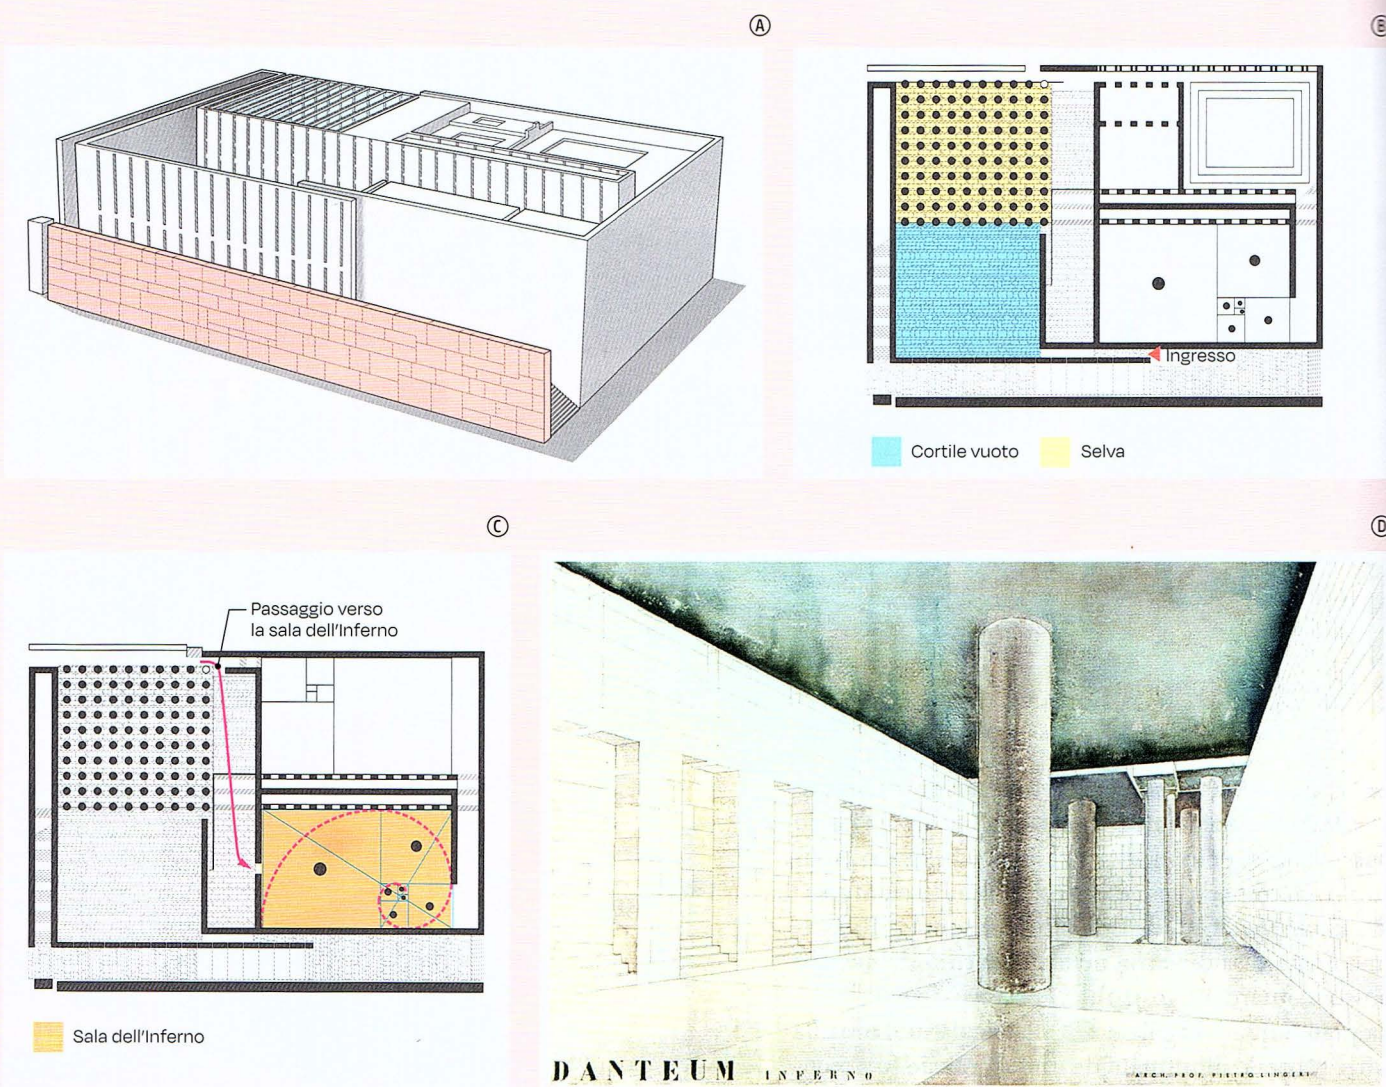 A
B
Ingresso
Cortile vuoto
Selva
C
D
Passaggio verso
la sala dell'Inferno
Sala dell'Inferno
DANTEUM INFERNO
ARCH. PROF. PIETRO LINGERI